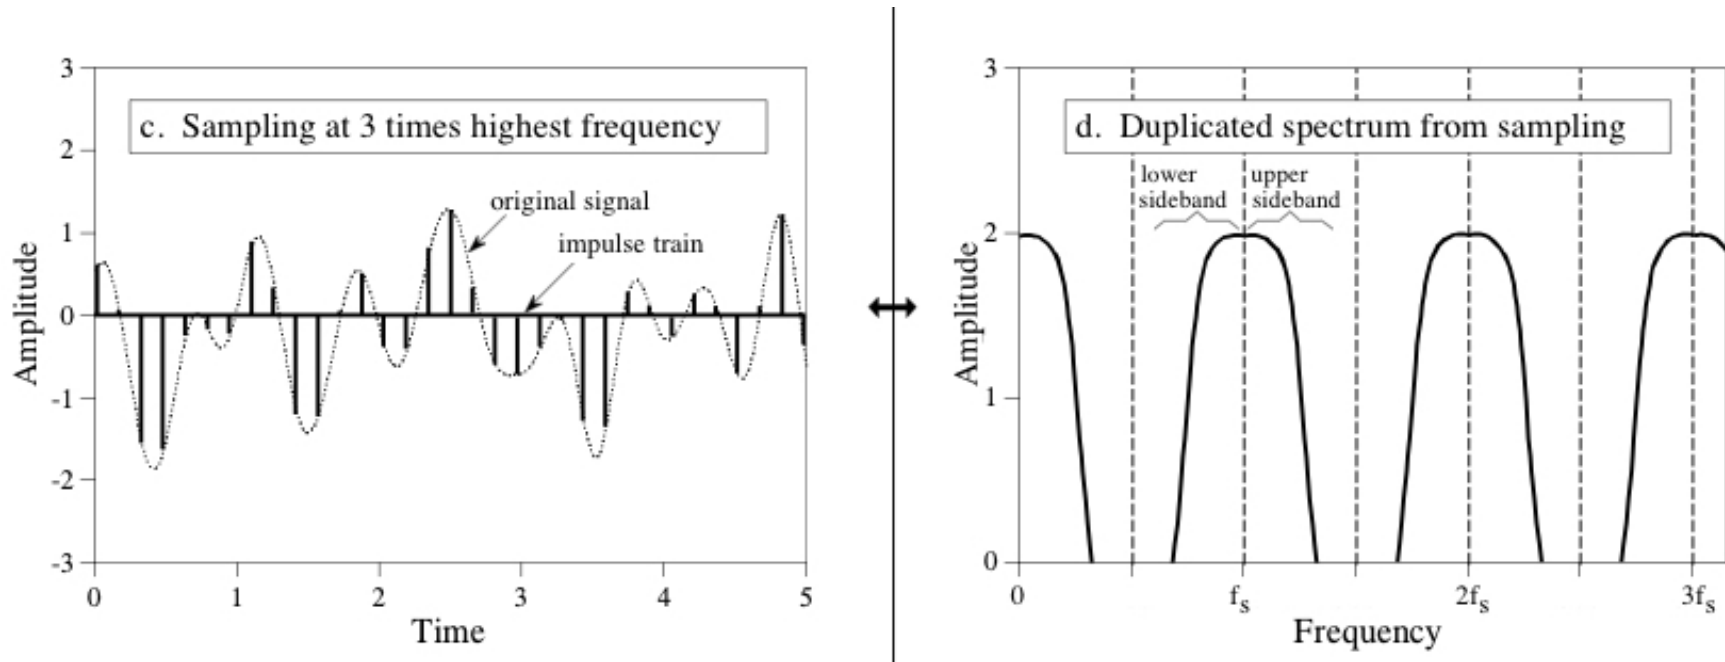 3
c. Sampling at 3 times highest frequency
2
original signal
1
impulse train
0
-1
-2
-3
0 1 2 3 4 5
Time
Amplitude
3
d. Duplicated spectrum from sampling
lower sideband
upper sideband
2
1
0
0 fs 2fs 3fs
Frequency
Amplitude